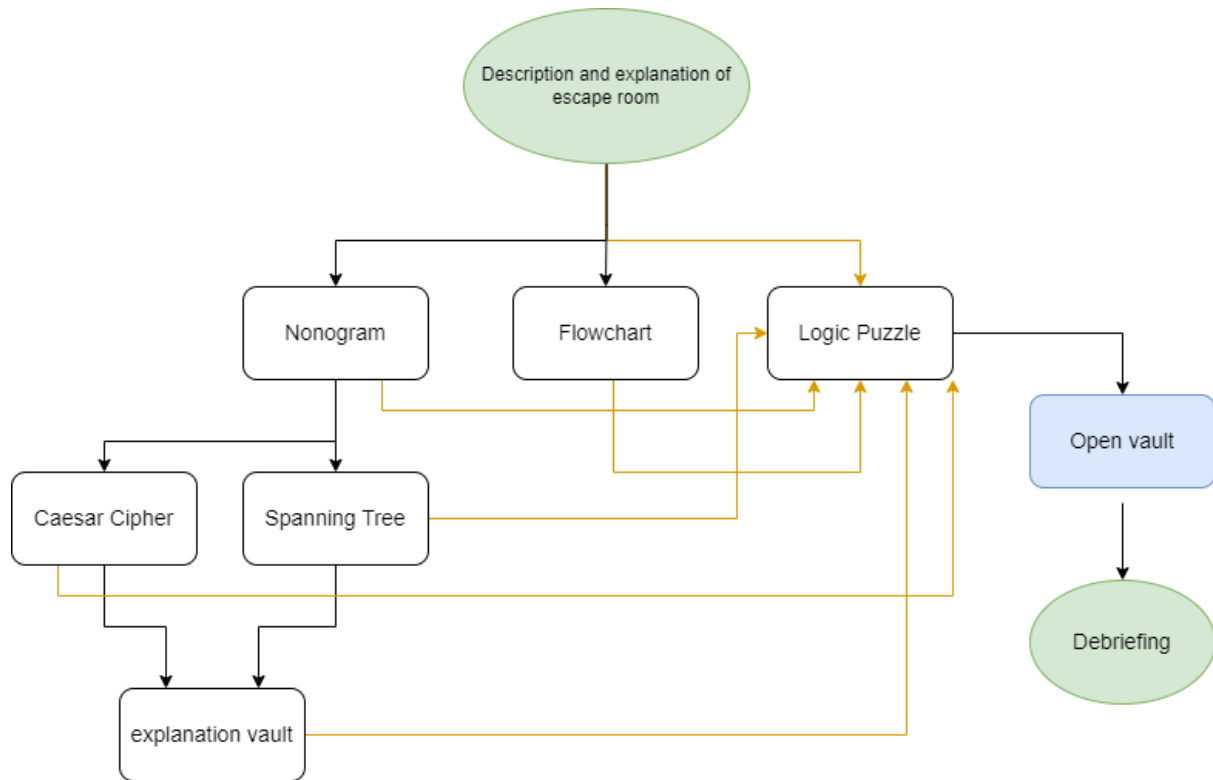 Description and explanation of
escape room
Nonogram
Flowchart
Logic Puzzle
Open vault
Caesar Cipher
Spanning Tree
Debriefing
explanation vault